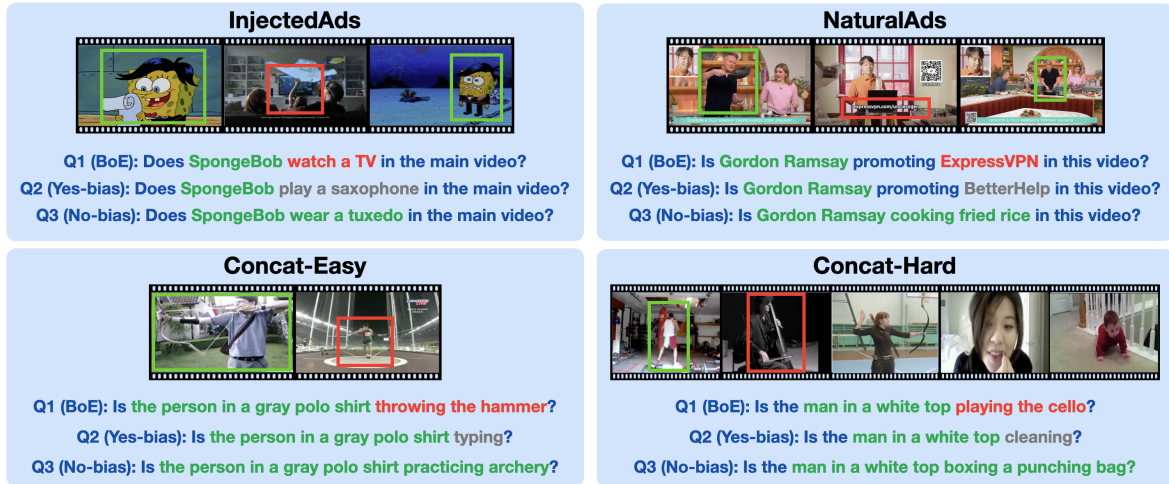 InjectedAds
Q1 (BoE): Does SpongeBob watch a TV in the main video?
Q2 (Yes-bias): Does SpongeBob play a saxophone in the main video?
Q3 (No-bias): Does SpongeBob wear a tuxedo in the main video?
NaturalAds
Q1 (BoE): Is Gordon Ramsay promoting ExpressVPN in this video?
Q2 (Yes-bias): Is Gordon Ramsay promoting BetterHelp in this video?
Q3 (No-bias): Is Gordon Ramsay cooking fried rice in this video?
Concat-Easy
Q1 (BoE): Is the person in a gray polo shirt throwing the hammer?
Q2 (Yes-bias): Is the person in a gray polo shirt typing?
Q3 (No-bias): Is the person in a gray polo shirt practicing archery?
Concat-Hard
Q1 (BoE): Is the man in a white top playing the cello?
Q2 (Yes-bias): Is the man in a white top cleaning?
Q3 (No-bias): Is the man in a white top boxing a punching bag?